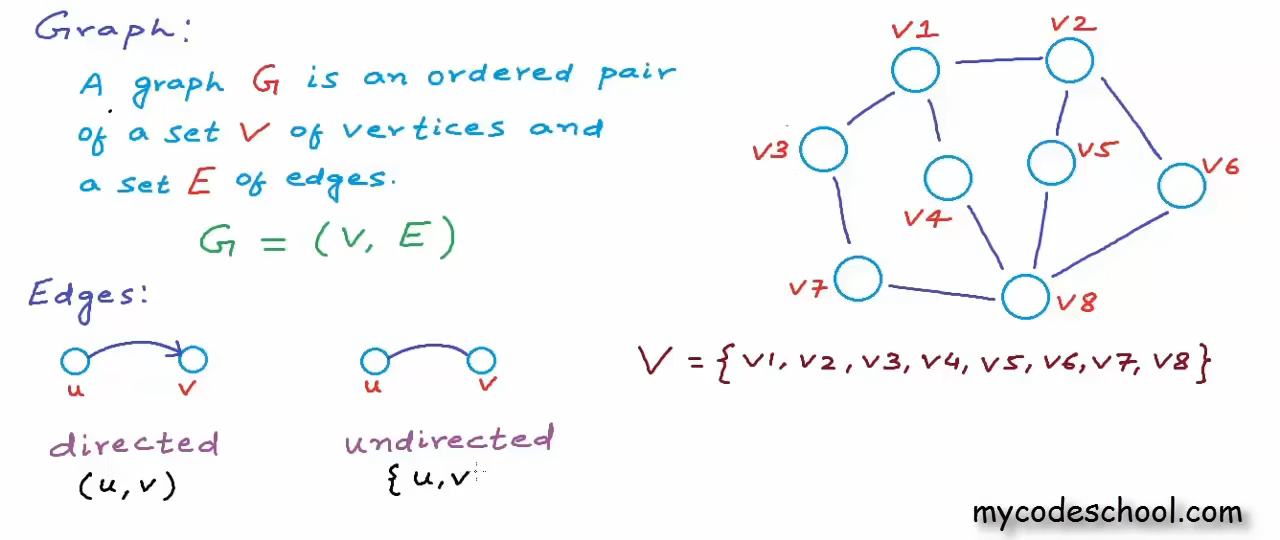 Graph:
A graph G is an ordered pair
of a set V of vertices and
a set E of edges.
G = (V, E)
Edges:
u v
directed
(u, v)
u v
undirected
{ u, v
V1 V2
V3 V5 V6
V4
V7 V8
V = { V1, V2, V3, V4, V5, V6, V7, V8 }
mycodeschool.com